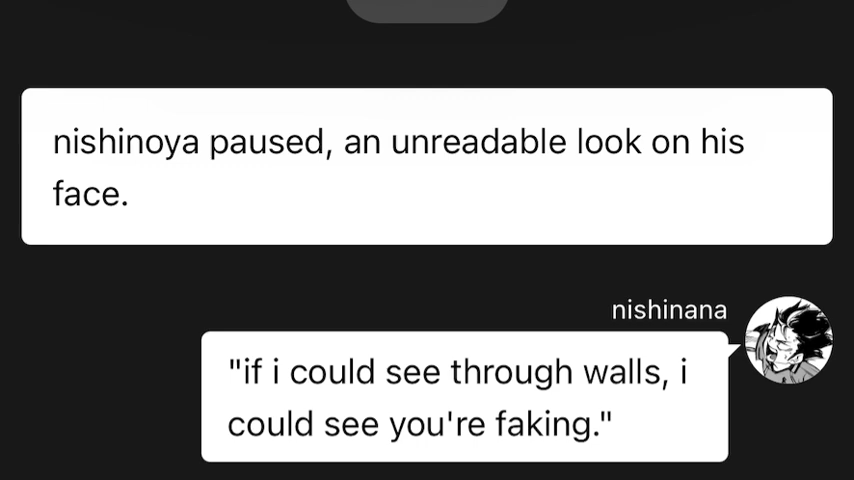 nishinoya paused, an unreadable look on his
face.
nishinana
"if i could see through walls, i
could see you're faking."